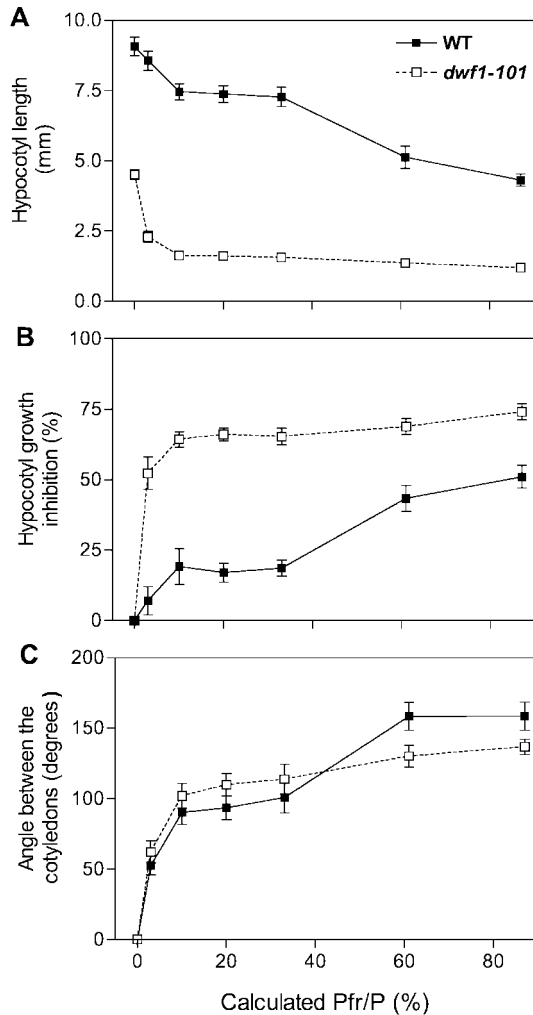 A
WT
dwf1-101
Hypocotyl length
(mm)
10.0
7.5
5.0
2.5
0.0
B
Hypocotyl growth
inhibition (%)
100
75
50
25
0
C
Angle between the
cotyledons (degrees)
200
150
100
50
0
0 20 40 60 80
Calculated Pfr/P (%)